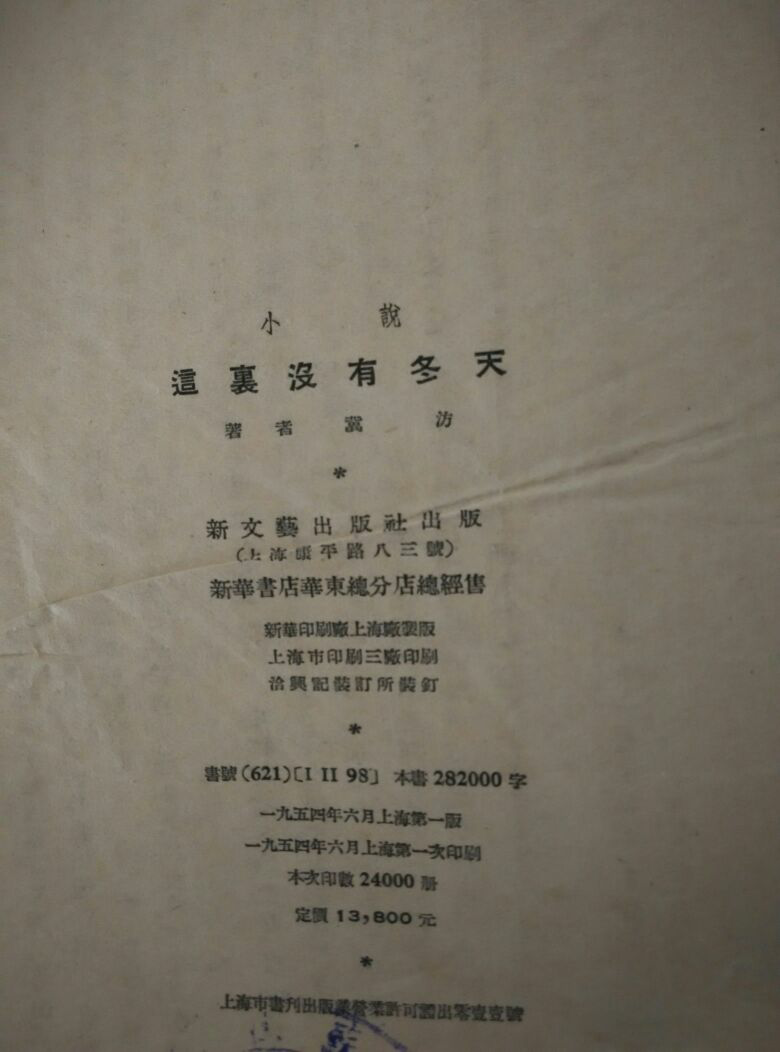 小說
這裏沒有冬天
著者冀汸
*
新文藝出版社出版
(上海康平路八三號)
新華書店華東總分店總經售
新華印刷廠上海廠製版
上海市印刷三廠印刷
洽興記裝訂所裝釘
*
書號(621)〔I II 98〕 本書 282000 字
一九五四年六月上海第一版
一九五四年六月上海第一次印刷
本次印數 24000 册
定價 13,800 元
*
上海市書刊出版業營業許可證出零壹壹號